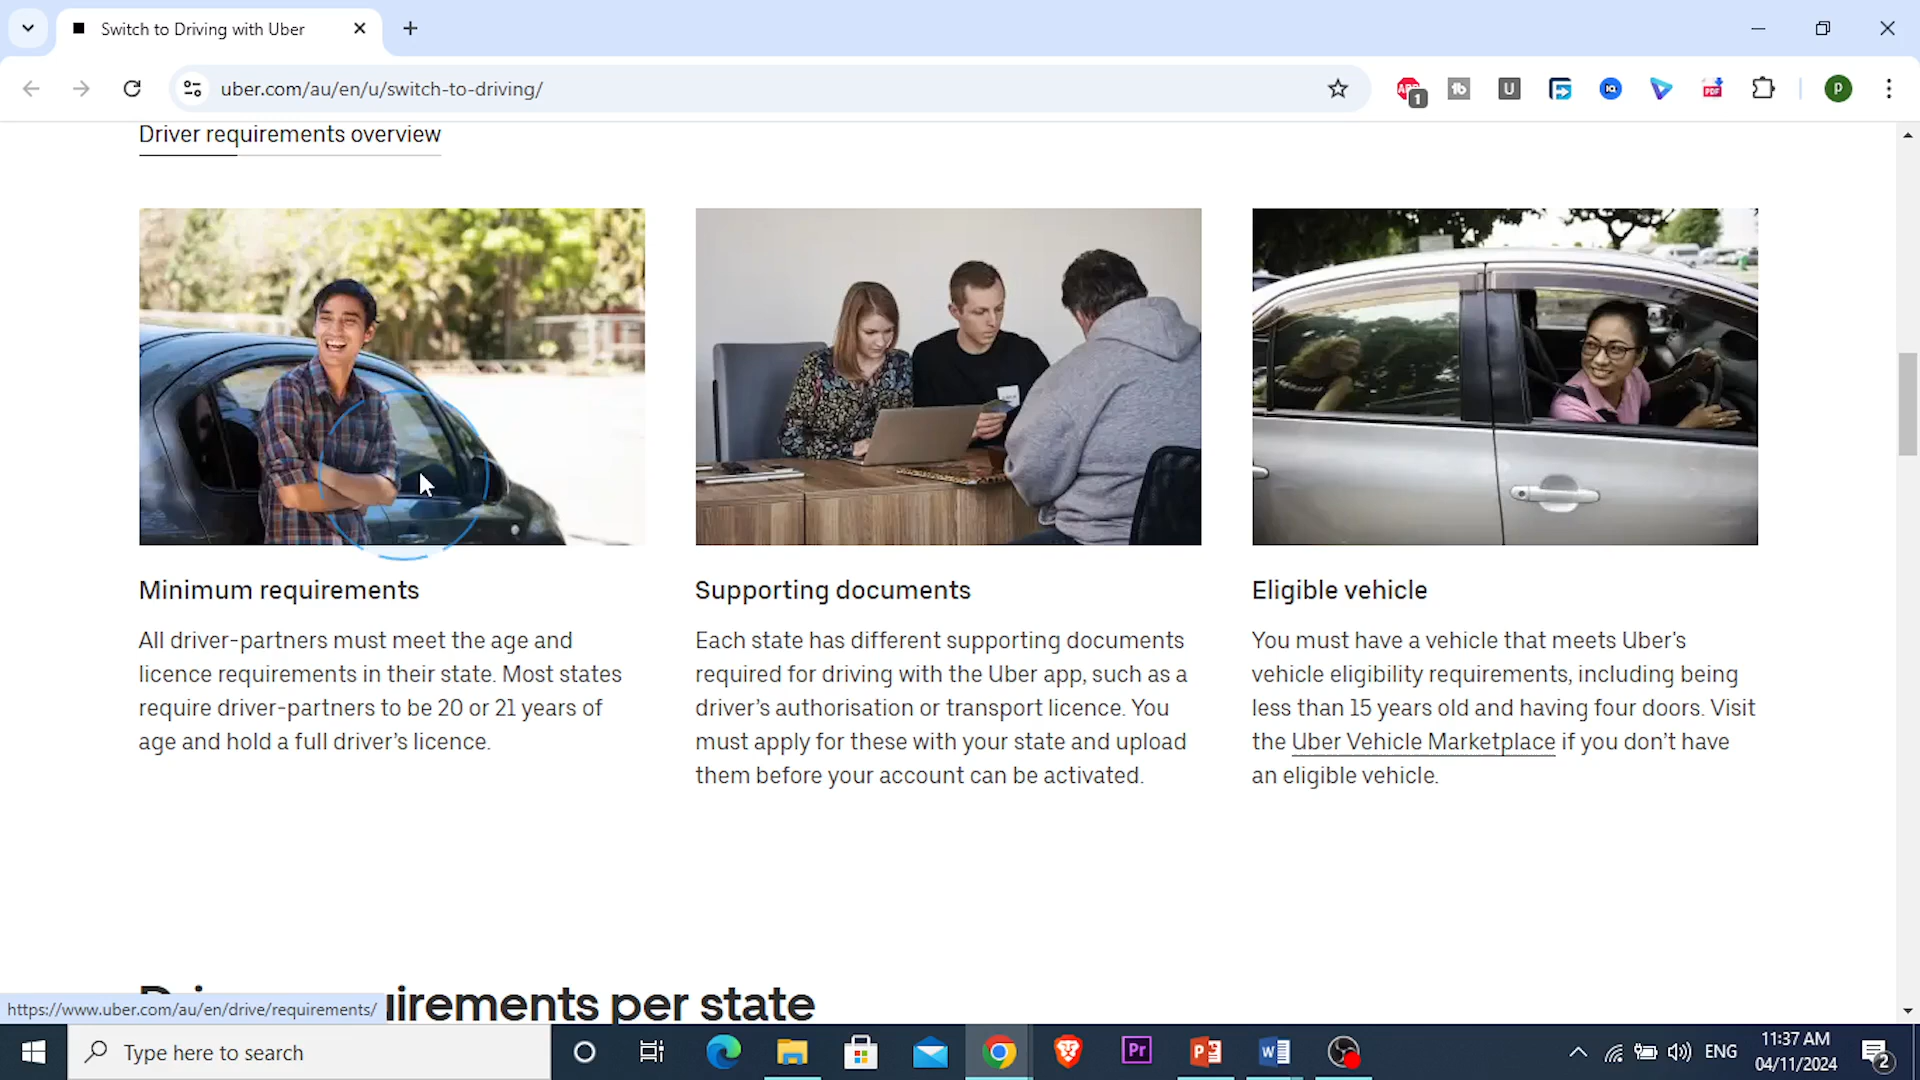 Switch to Driving with Uber
uber.com/au/en/u/switch-to-driving/
ABP
1
tb
U
IQ
PDF
p
Driver requirements overview
Minimum requirements
All driver-partners must meet the age and
licence requirements in their state. Most states
require driver-partners to be 20 or 21 years of
age and hold a full driver's licence.
Supporting documents
Each state has different supporting documents
required for driving with the Uber app, such as a
driver's authorisation or transport licence. You
must apply for these with your state and upload
them before your account can be activated.
Eligible vehicle
You must have a vehicle that meets Uber's
vehicle eligibility requirements, including being
less than 15 years old and having four doors. Visit
the Uber Vehicle Marketplace if you don't have
an eligible vehicle.
uirements per state
https://www.uber.com/au/en/drive/requirements/
Type here to search
Pr
P
W
ENG
11:37 AM
04/11/2024
2